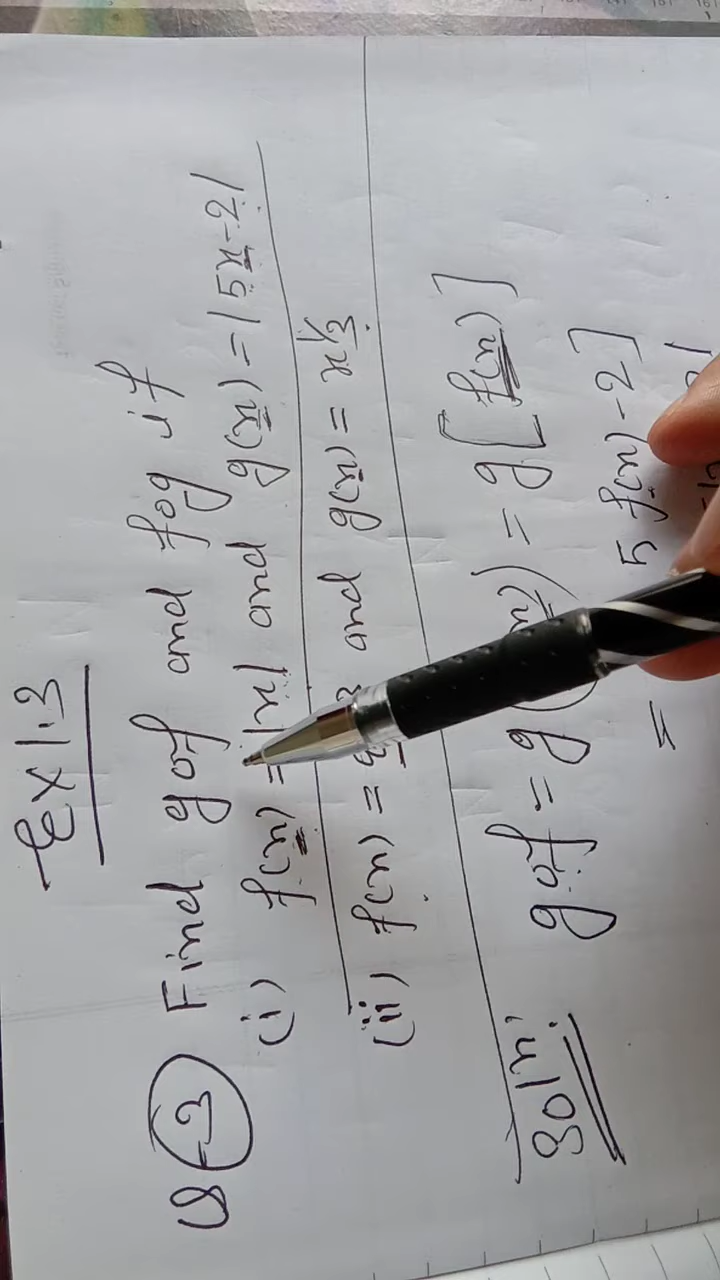 Ex 1.3
Q-3 Find gof and fog if
(i) f(x) = |x| and g(x) = |5x-2|
(ii) f(x) = and g(x) = x^1/3
Soln: gof = g( ) = g[f(x)]
= 5 f(x) -2]